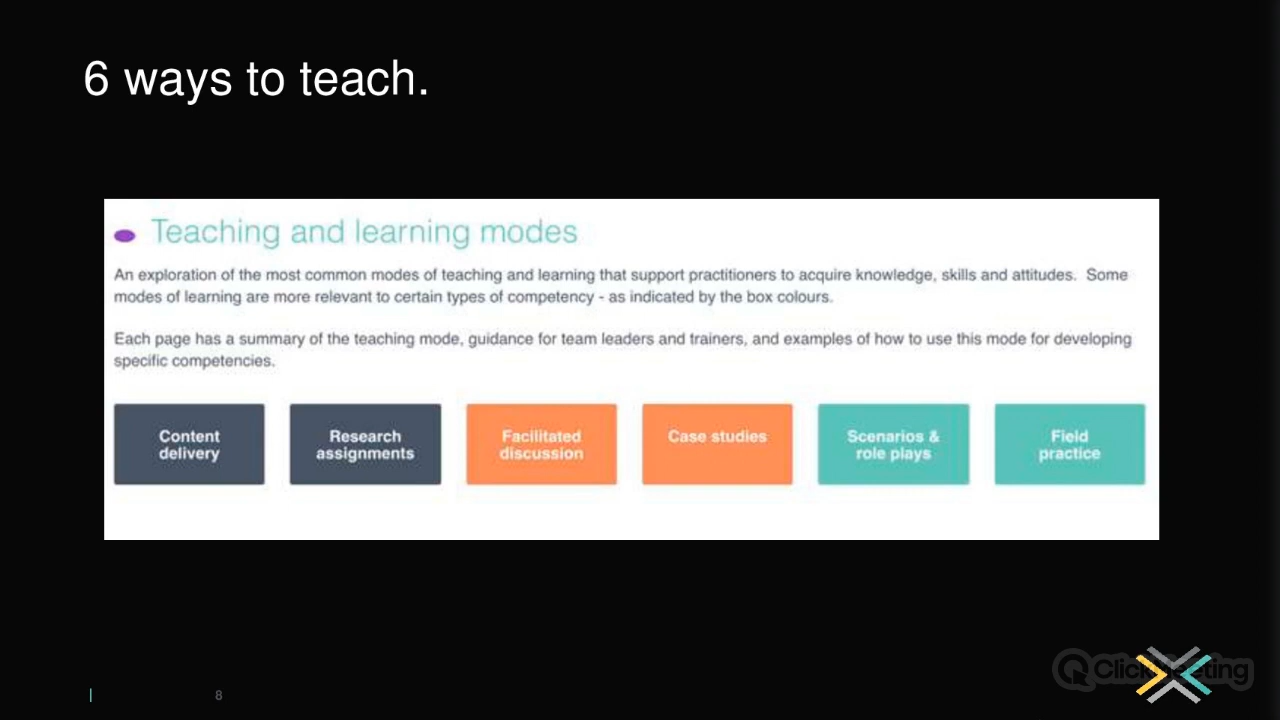 6 ways to teach.
Teaching and learning modes
An exploration of the most common modes of teaching and learning that support practitioners to acquire knowledge, skills and attitudes.  Some
modes of learning are more relevant to certain types of competency - as indicated by the box colours.
Each page has a summary of the teaching mode, guidance for team leaders and trainers, and examples of how to use this mode for developing
specific competencies.
Content
delivery
Research
assignments
Facilitated
discussion
Case studies
Scenarios &
role plays
Field
practice
8
ClickMeeting